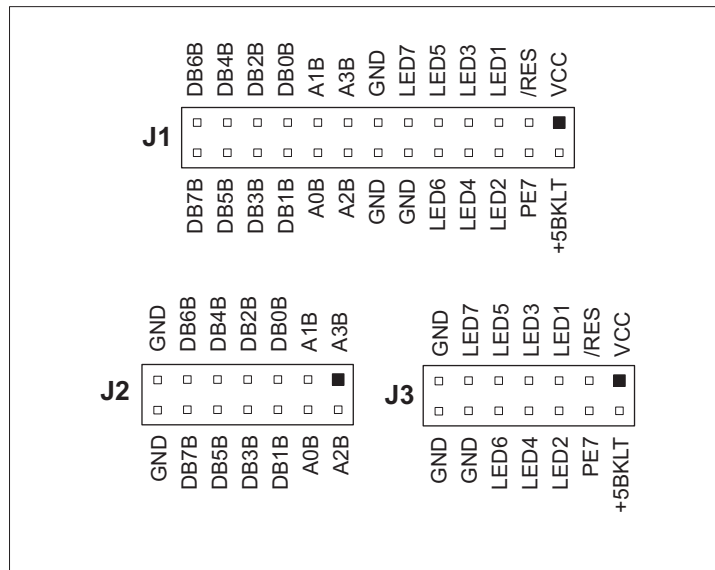 DB6B DB4B DB2B DB0B A1B A3B GND LED7 LED5 LED3 LED1 /RES VCC
J1
DB7B DB5B DB3B DB1B A0B A2B GND GND LED6 LED4 LED2 PE7 +5BKLT
GND DB6B DB4B DB2B DB0B A1B A3B
J2
GND DB7B DB5B DB3B DB1B A0B A2B
GND LED7 LED5 LED3 LED1 /RES VCC
J3
GND GND LED6 LED4 LED2 PE7 +5BKLT